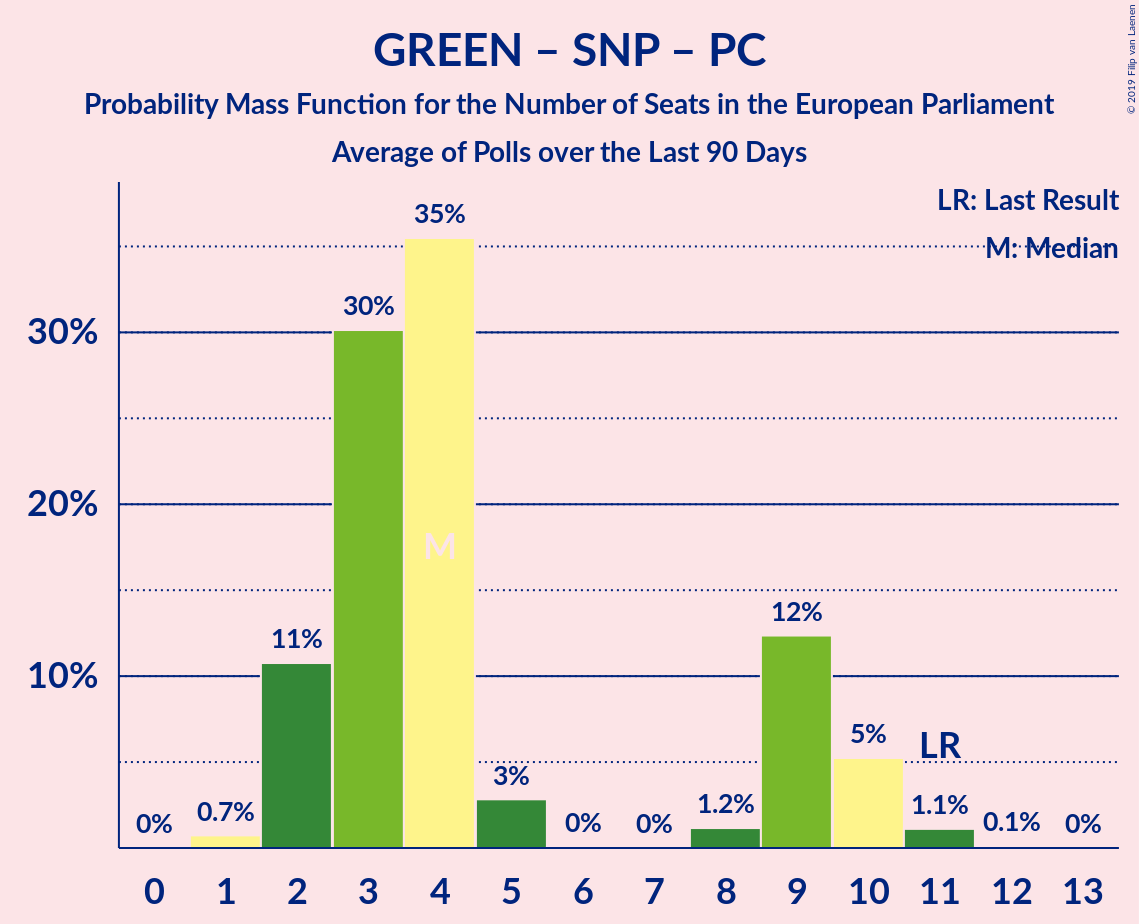 GREEN – SNP – PC
Probability Mass Function for the Number of Seats in the European Parliament
Average of Polls over the Last 90 Days
© 2019 Filip van Laenen
LR: Last Result
M: Median
35%
30%
30%
20%
M
12%
11%
10%
5%
LR
3%
1.2%
1.1%
0.7%
0%
0%
0%
0.1%
0%
0 1 2 3 4 5 6 7 8 9 10 11 12 13